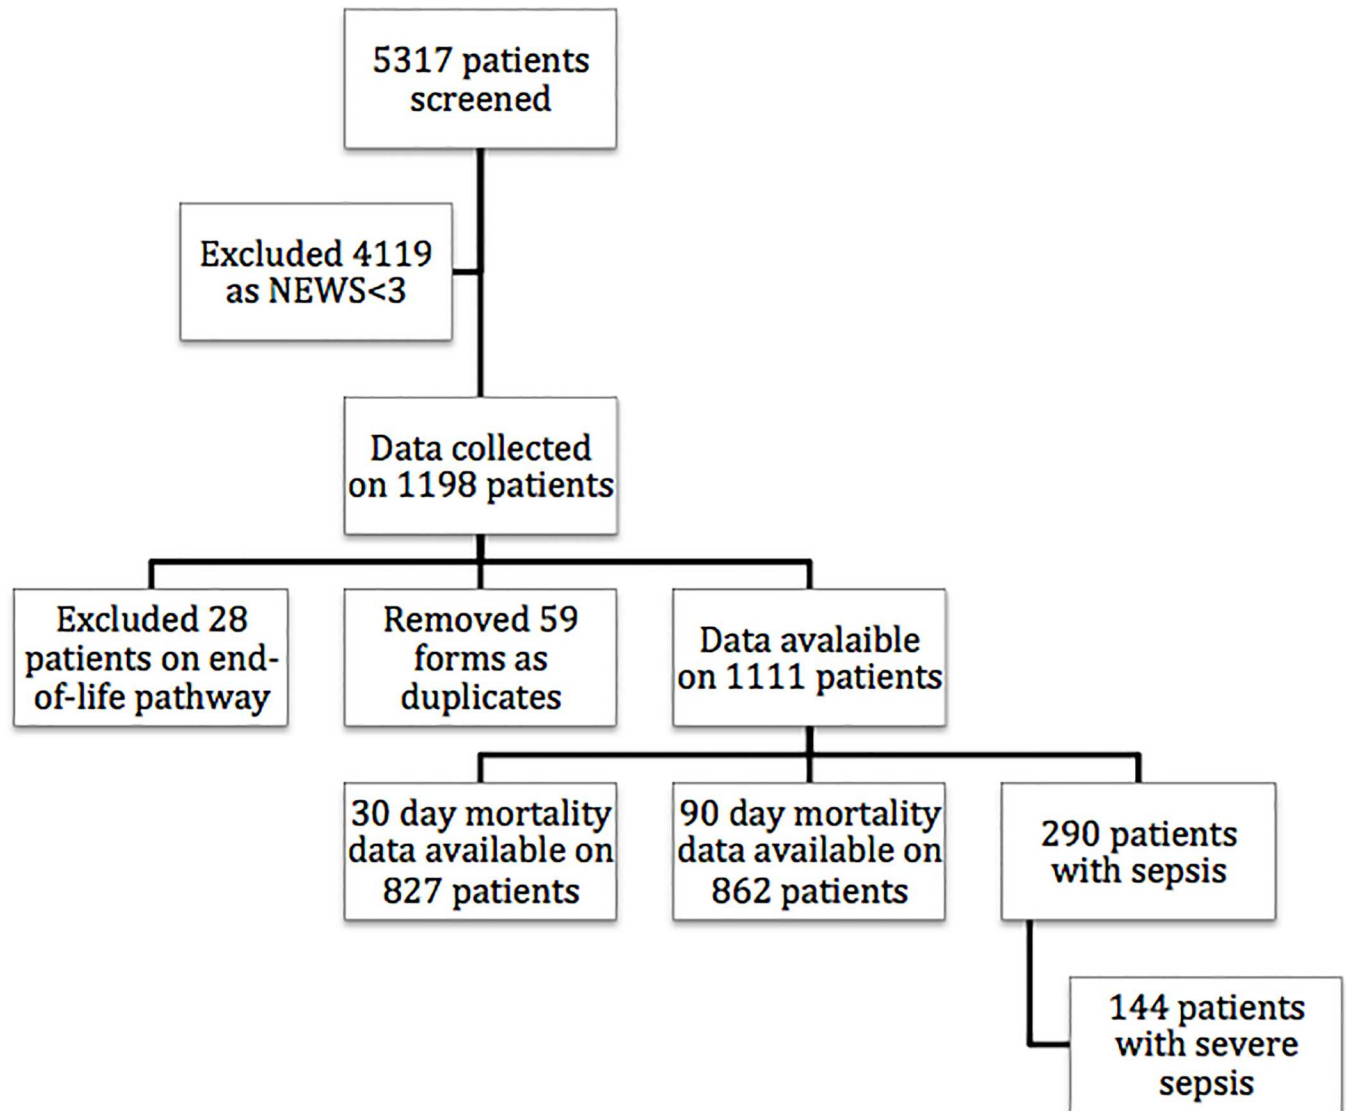 5317 patients
screened
Excluded 4119
as NEWS<3
Data collected
on 1198 patients
Excluded 28
patients on end-
of-life pathway
Removed 59
forms as
duplicates
Data avalaible
on 1111 patients
30 day mortality
data available on
827 patients
90 day mortality
data available on
862 patients
290 patients
with sepsis
144 patients
with severe
sepsis